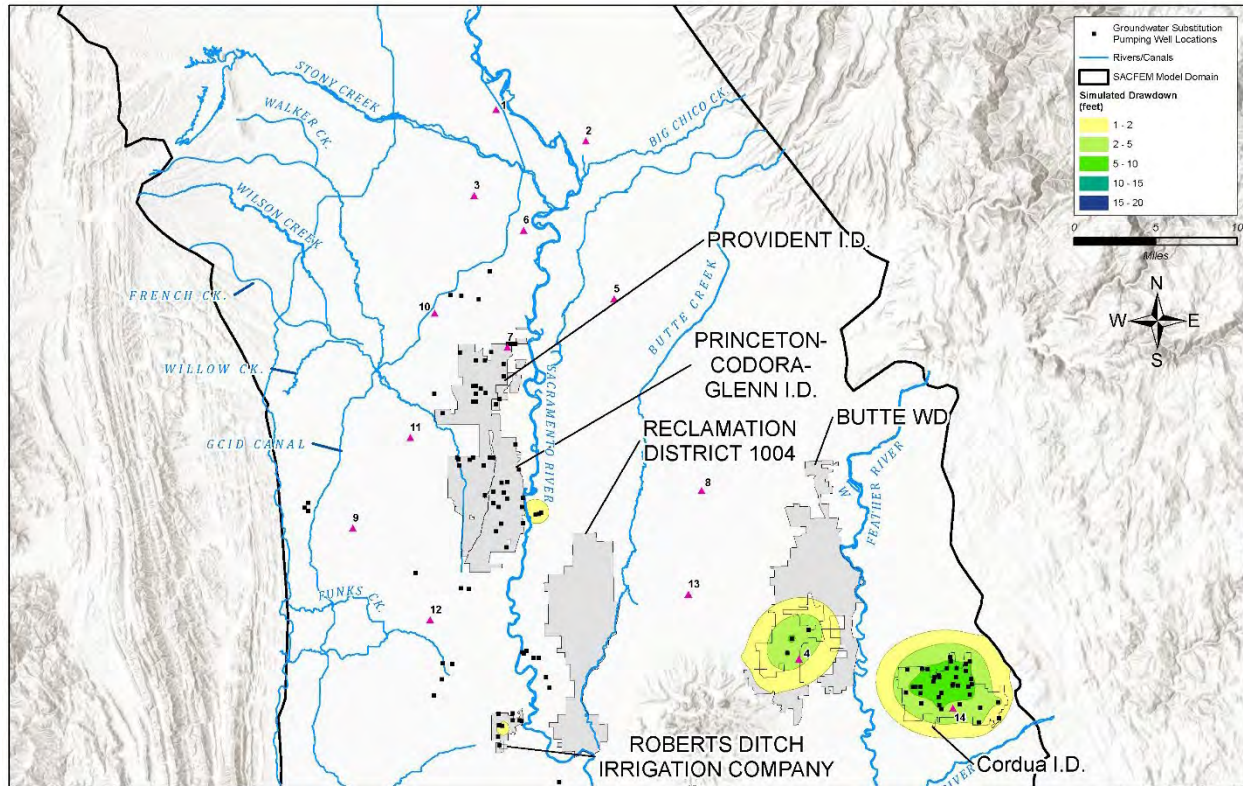 Groundwater Substitution
Pumping Well Locations
Rivers/Canals
SACFEM Model Domain
Simulated Drawdown
(feet)
1 - 2
2 - 5
5 - 10
10 - 15
15 - 20
0
5
10
Miles
N
W
E
S
STONY CREEK
WALKER CK.
WILSON CREEK
FRENCH CK.
WILLOW CK.
GCID CANAL
FUNKS CK.
BIG CHICO CK.
BUTTE CREEK
SACRAMENTO RIVER
FEATHER RIVER
W
RIVER
1
2
3
6
5
10
7
11
8
9
13
12
4
14
PROVIDENT I.D.
PRINCETON-
CODORA-
GLENN I.D.
BUTTE WD
RECLAMATION
DISTRICT 1004
ROBERTS DITCH
IRRIGATION COMPANY
Cordua I.D.